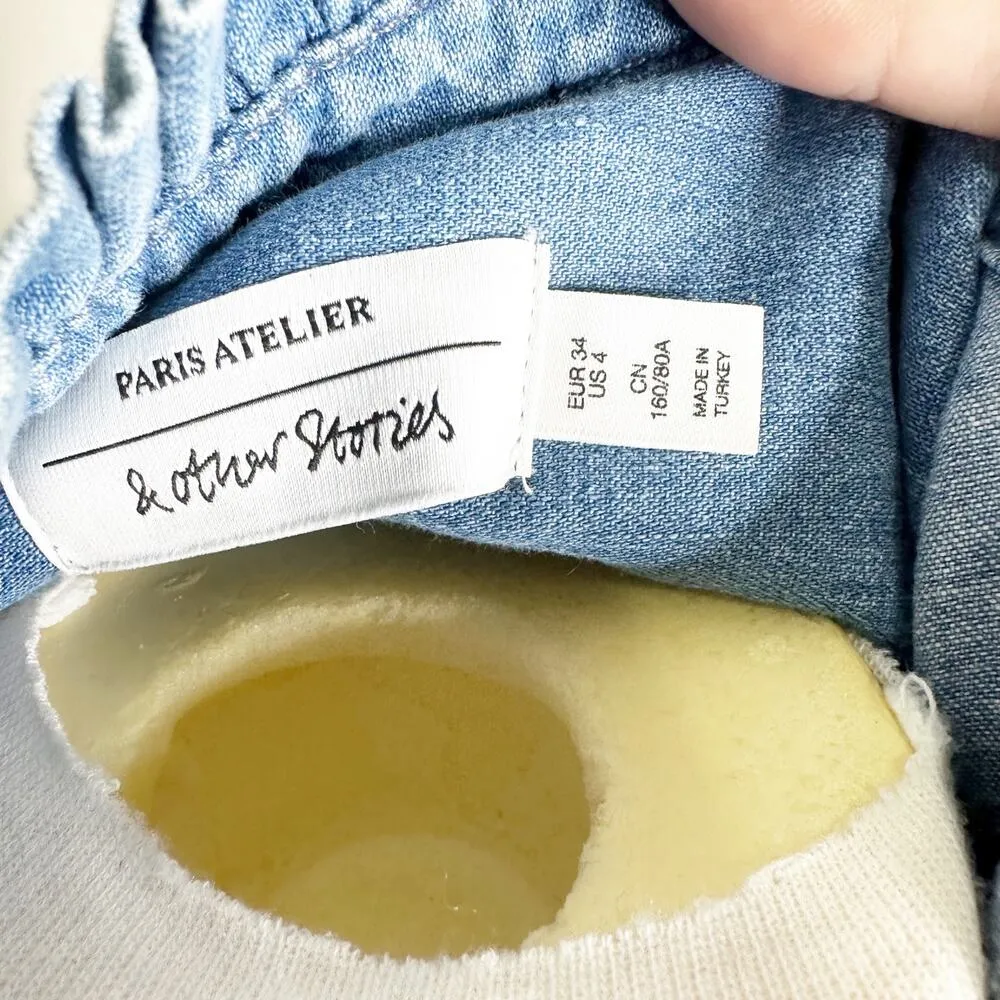 PARIS ATELIER
& other Stories
EUR 34
US 4
CN
160/80A
MADE IN
TURKEY